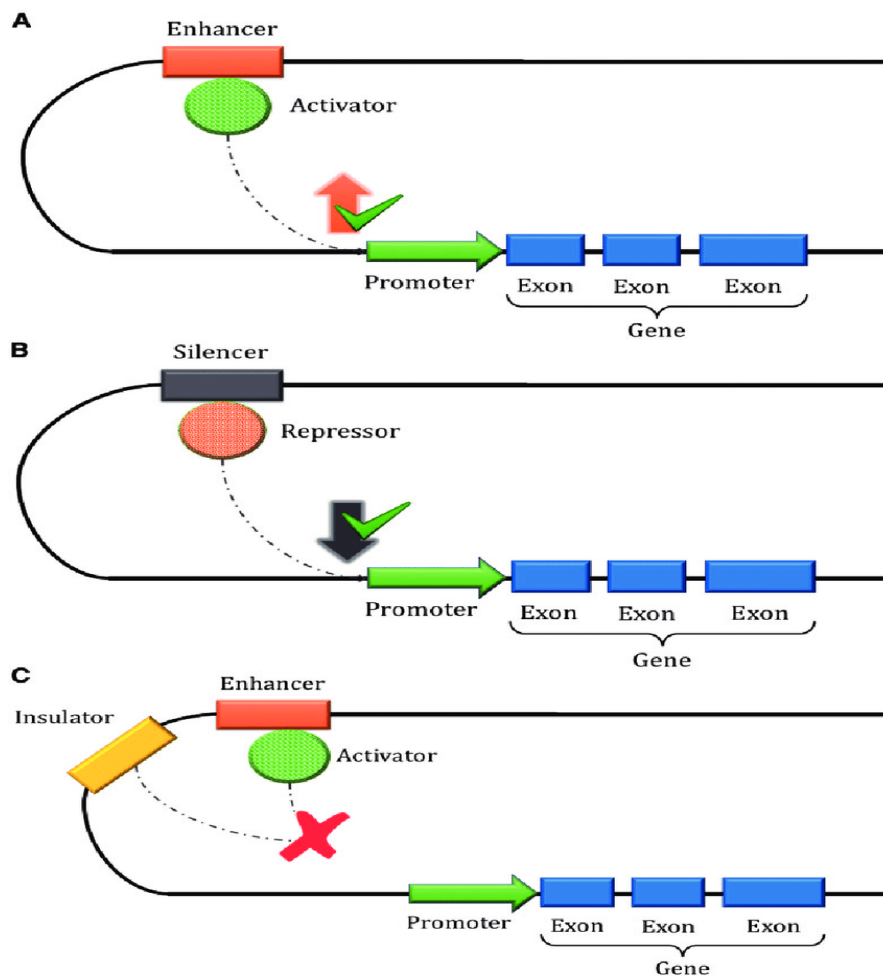 A
Enhancer
Activator
Promoter
Exon Exon Exon
Gene
B
Silencer
Repressor
Promoter
Exon Exon Exon
Gene
C
Enhancer
Insulator
Activator
Promoter
Exon Exon Exon
Gene